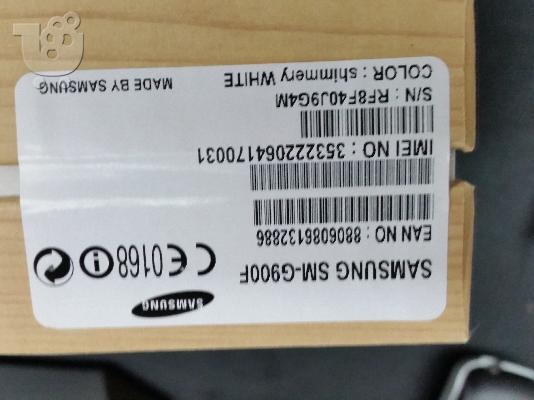 SAMSUNG
SAMSUNG SM-G900F
CE0168
EAN NO : 8806086132886
IMEI NO : 353222064170031
S/N : RF8F40J9G4M
COLOR : shimmery WHITE
MADE BY SAMSUNG